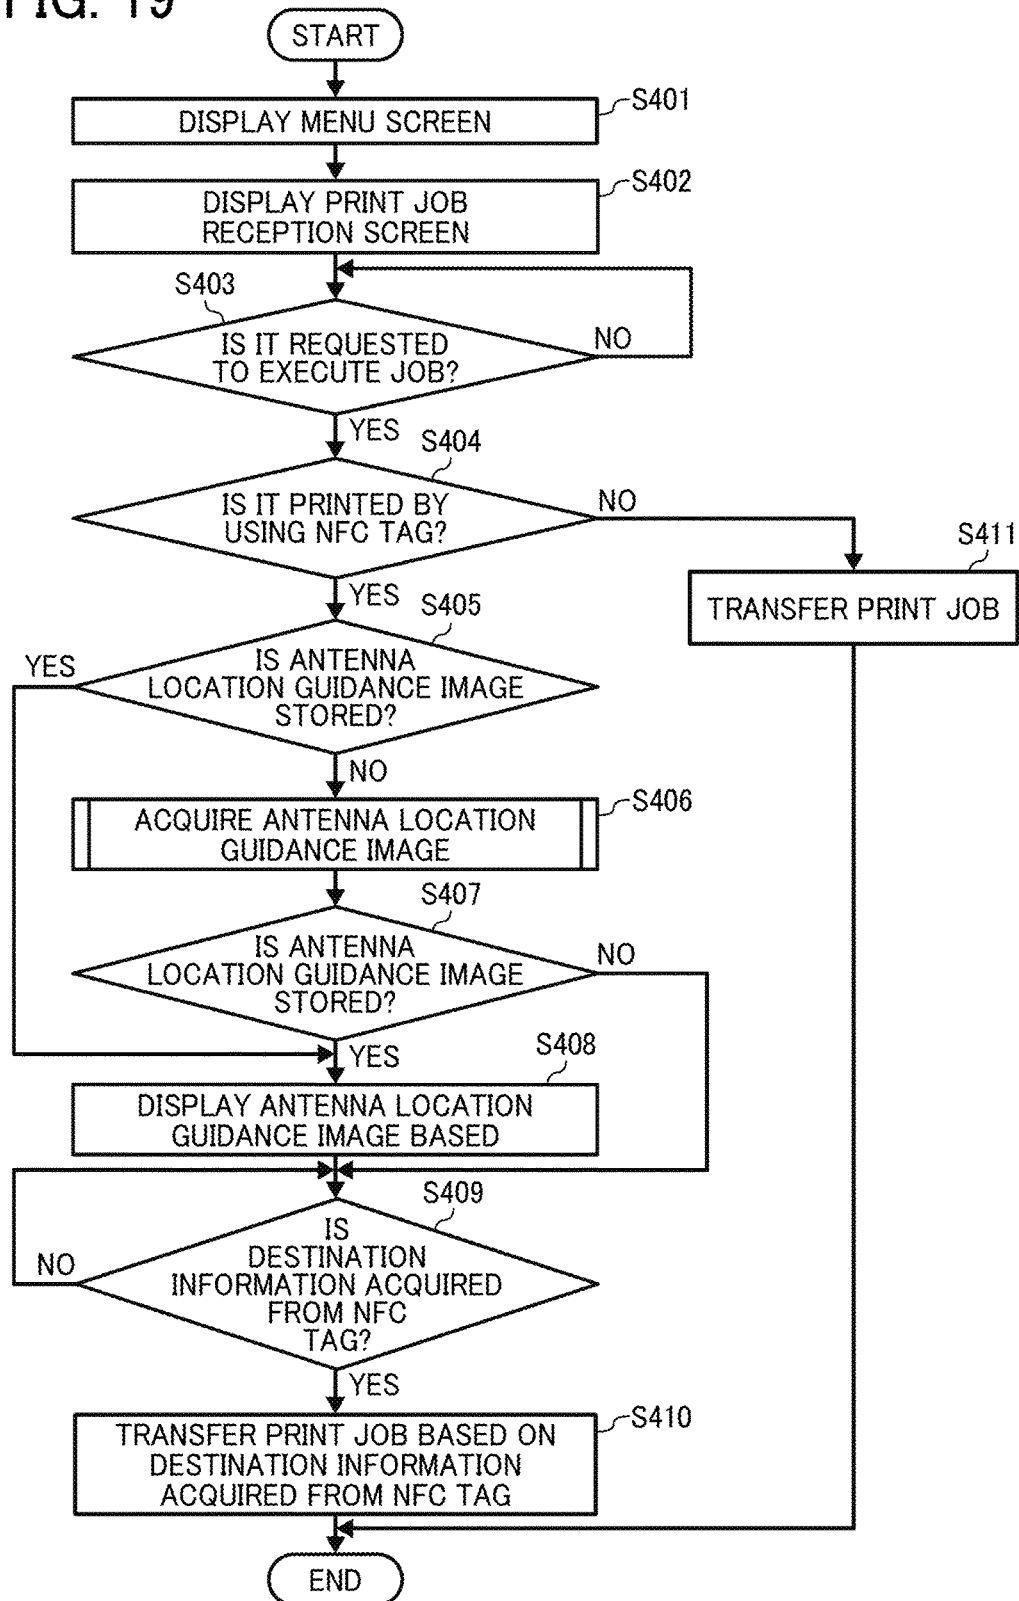 FIG. 19
START
S401
DISPLAY MENU SCREEN
S402
DISPLAY PRINT JOB
RECEPTION SCREEN
S403
IS IT REQUESTED
TO EXECUTE JOB?
NO
YES
S404
IS IT PRINTED BY
USING NFC TAG?
NO
S411
TRANSFER PRINT JOB
YES
S405
YES
IS ANTENNA
LOCATION GUIDANCE IMAGE
STORED?
NO
S406
ACQUIRE ANTENNA LOCATION
GUIDANCE IMAGE
S407
IS ANTENNA
LOCATION GUIDANCE IMAGE
STORED?
NO
YES
S408
DISPLAY ANTENNA LOCATION
GUIDANCE IMAGE BASED
S409
IS
DESTINATION
INFORMATION ACQUIRED
FROM NFC
TAG?
NO
YES
S410
TRANSFER PRINT JOB BASED ON
DESTINATION INFORMATION
ACQUIRED FROM NFC TAG
END